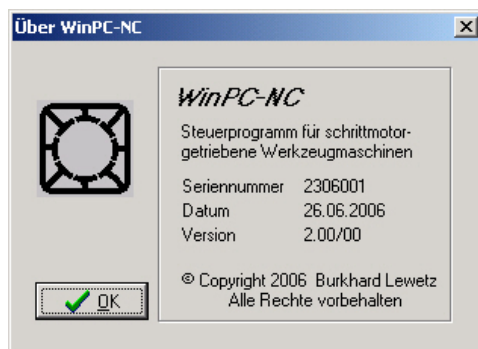 Über WinPC-NC
WinPC-NC
Steuerprogramm für schrittmotor-
getriebene Werkzeugmaschinen
Seriennummer 2306001
Datum 26.06.2006
Version 2.00/00
© Copyright 2006 Burkhard Lewetz
Alle Rechte vorbehalten
OK